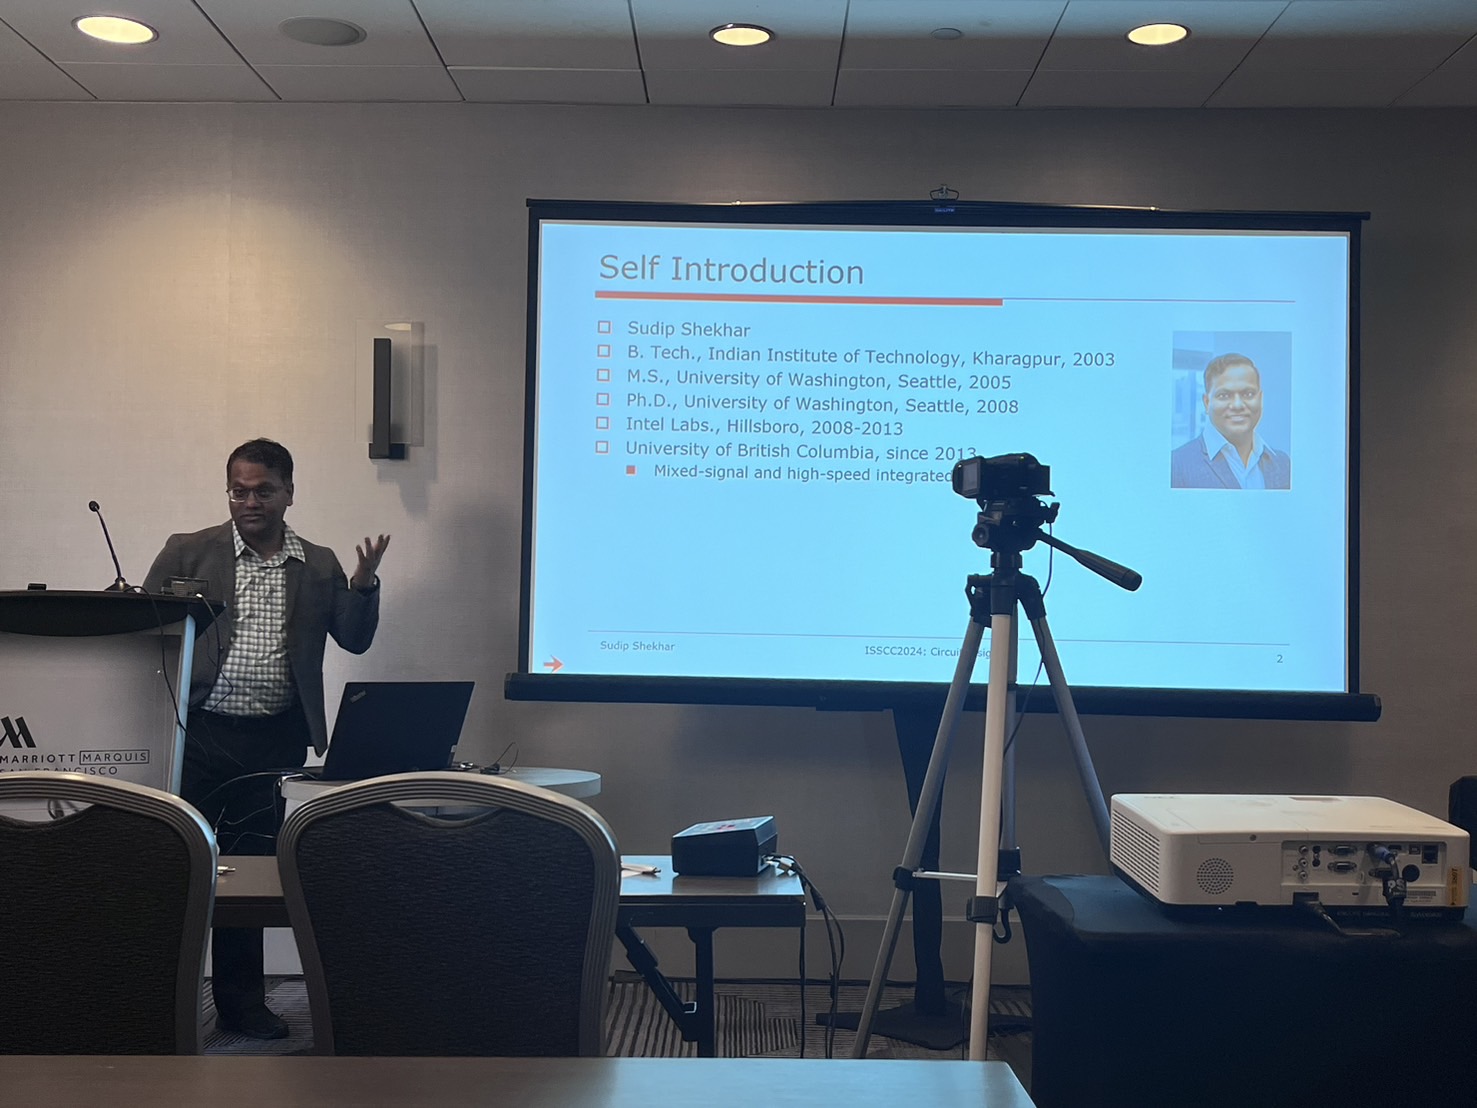 Self Introduction
Sudip Shekhar
B. Tech., Indian Institute of Technology, Kharagpur, 2003
M.S., University of Washington, Seattle, 2005
Ph.D., University of Washington, Seattle, 2008
Intel Labs., Hillsboro, 2008-2013
University of British Columbia, since 2013
Mixed-signal and high-speed integrated
Sudip Shekhar
ISSCC2024: Circuit
2
MARRIOTT MARQUIS
SAN FRANCISCO